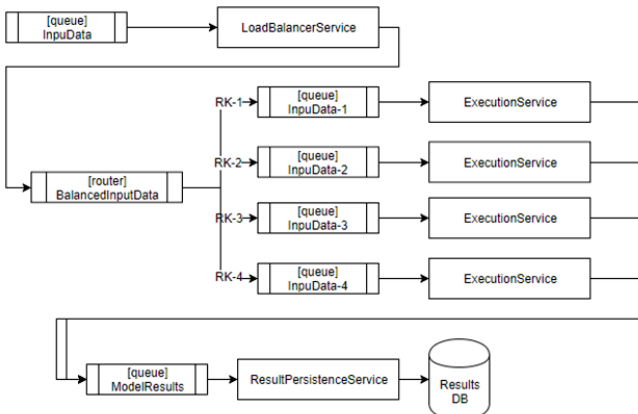 [queue]
InpuData
LoadBalancerService
RK-1
[queue]
InpuData-1
ExecutionService
RK-2
[queue]
InpuData-2
ExecutionService
[router]
BalancedInputData
RK-3
[queue]
InpuData-3
ExecutionService
RK-4
[queue]
InpuData-4
ExecutionService
[queue]
ModelResults
ResultPersistenceService
Results
DB